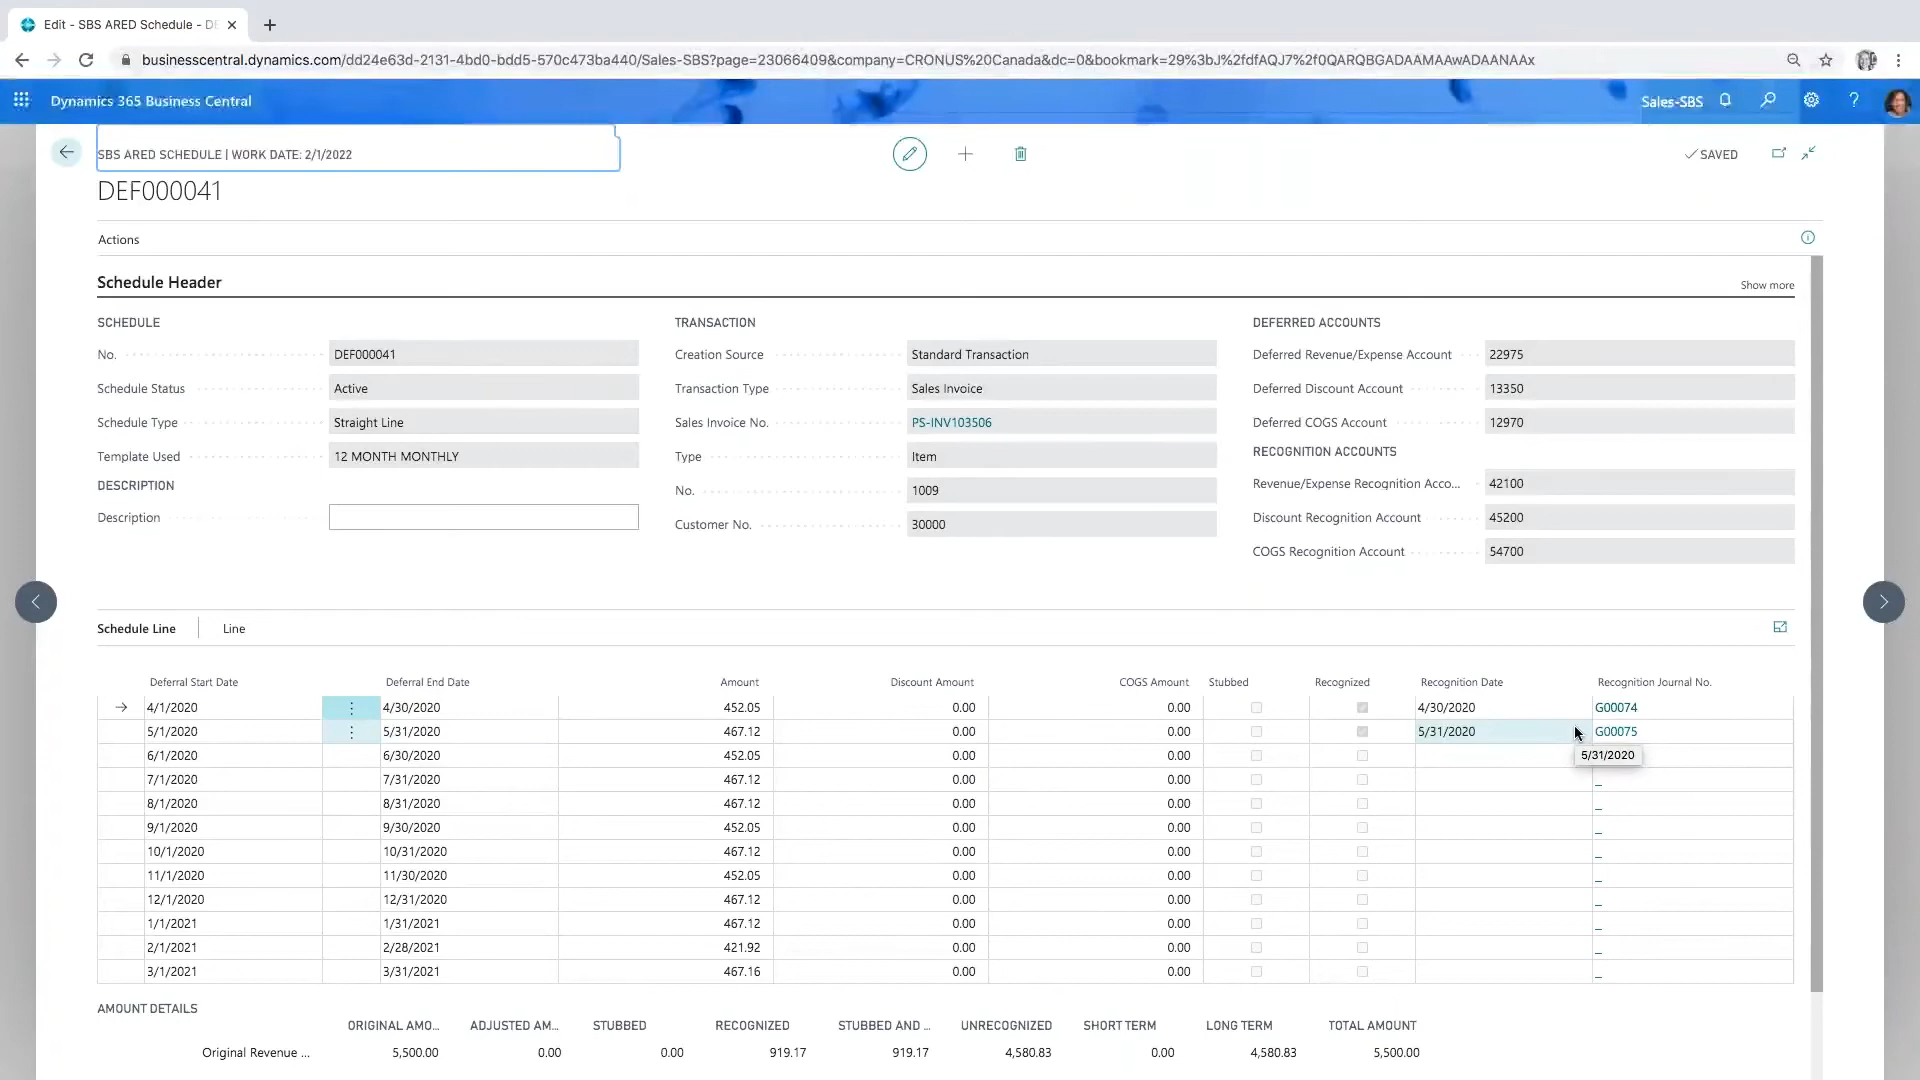 Edit - SBS ARED Schedule - DE
businesscentral.dynamics.com/dd24e63d-2131-4bd0-bdd5-570c473ba440/Sales-SBS?page=23066409&company=CRONUS%20Canada&dc=0&bookmark=29%3bJ%2fdfAQJ7%2f0QARQBGADAAMAAwADAANAAx
Dynamics 365 Business Central
Sales-SBS
SBS ARED SCHEDULE | WORK DATE: 2/1/2022
SAVED
DEF000041
Actions
Schedule Header
Show more
SCHEDULE
No. DEF000041
Schedule Status Active
Schedule Type Straight Line
Template Used 12 MONTH MONTHLY
DESCRIPTION
Description
TRANSACTION
Creation Source Standard Transaction
Transaction Type Sales Invoice
Sales Invoice No. PS-INV103506
Type Item
No. 1009
Customer No. 30000
DEFERRED ACCOUNTS
Deferred Revenue/Expense Account 22975
Deferred Discount Account 13350
Deferred COGS Account 12970
RECOGNITION ACCOUNTS
Revenue/Expense Recognition Acco... 42100
Discount Recognition Account 45200
COGS Recognition Account 54700
Schedule Line Line
Deferral Start Date Deferral End Date Amount Discount Amount COGS Amount Stubbed Recognized Recognition Date Recognition Journal No.
4/1/2020 4/30/2020 452.05 0.00 0.00 4/30/2020 G00074
5/1/2020 5/31/2020 467.12 0.00 0.00 5/31/2020 G00075
6/1/2020 6/30/2020 452.05 0.00 0.00 5/31/2020
7/1/2020 7/31/2020 467.12 0.00 0.00 _
8/1/2020 8/31/2020 467.12 0.00 0.00 _
9/1/2020 9/30/2020 452.05 0.00 0.00 _
10/1/2020 10/31/2020 467.12 0.00 0.00 _
11/1/2020 11/30/2020 452.05 0.00 0.00 _
12/1/2020 12/31/2020 467.12 0.00 0.00 _
1/1/2021 1/31/2021 467.12 0.00 0.00 _
2/1/2021 2/28/2021 421.92 0.00 0.00 _
3/1/2021 3/31/2021 467.16 0.00 0.00 _
AMOUNT DETAILS
ORIGINAL AMO... ADJUSTED AM... STUBBED RECOGNIZED STUBBED AND ... UNRECOGNIZED SHORT TERM LONG TERM TOTAL AMOUNT
Original Revenue ... 5,500.00 0.00 0.00 919.17 919.17 4,580.83 0.00 4,580.83 5,500.00